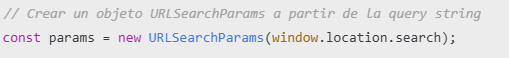 // Crear un objeto URLSearchParams a partir de la query string
const params = new URLSearchParams(window.location.search);